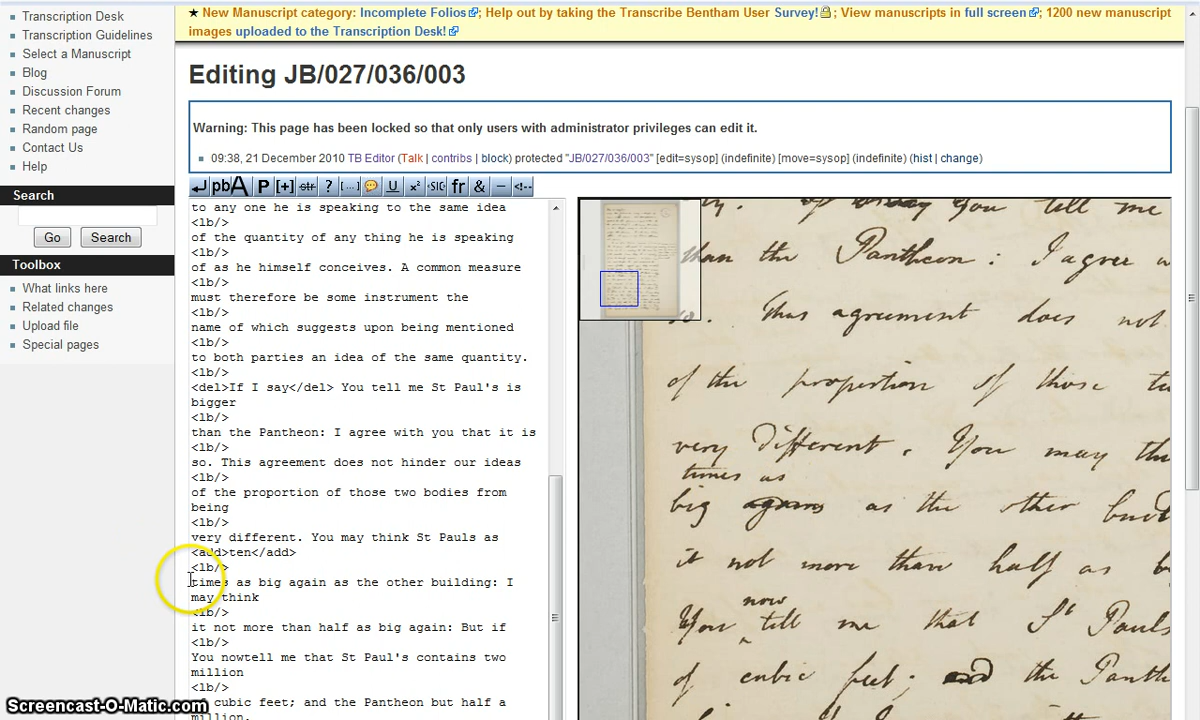 Transcription Desk
Transcription Guidelines
Select a Manuscript
Blog
Discussion Forum
Recent changes
Random page
Contact Us
Help
Search
Go Search
Toolbox
What links here
Related changes
Upload file
Special pages
★ New Manuscript category: Incomplete Folios; Help out by taking the Transcribe Bentham User Survey!; View manuscripts in full screen; 1200 new manuscript
images uploaded to the Transcription Desk!
Editing JB/027/036/003
Warning: This page has been locked so that only users with administrator privileges can edit it.
09:38, 21 December 2010 TB Editor (Talk | contribs | block) protected "JB/027/036/003" [edit=sysop] (indefinite) [move=sysop] (indefinite) (hist | change)
pb A P [+] str ? [...] U x² SIC fr & — <!--
to any one he is speaking to the same idea
<lb/>
of the quantity of any thing he is speaking
<lb/>
of as he himself conceives. A common measure
<lb/>
must therefore be some instrument the
<lb/>
name of which suggests upon being mentioned
<lb/>
to both parties an idea of the same quantity.
<lb/>
<del>If I say</del> You tell me St Paul's is
bigger
<lb/>
than the Pantheon: I agree with you that it is
<lb/>
so. This agreement does not hinder our ideas
<lb/>
of the proportion of those two bodies from
being
<lb/>
very different. You may think St Pauls as
<add>ten</add>
<lb/>
times as big again as the other building: I
may think
<lb/>
it not more than half as big again: But if
<lb/>
You nowtell me that St Paul's contains two
million
<lb/>
of cubic feet; and the Pantheon but half a
million.
you tell me
than the Pantheon: I agree
so. This agreement does not
of the proportion of those
very different. You may
times as
big as the other
it not more than half as
now
You tell me that St Pauls
of cubic feet; and the
Screencast-O-Matic.com